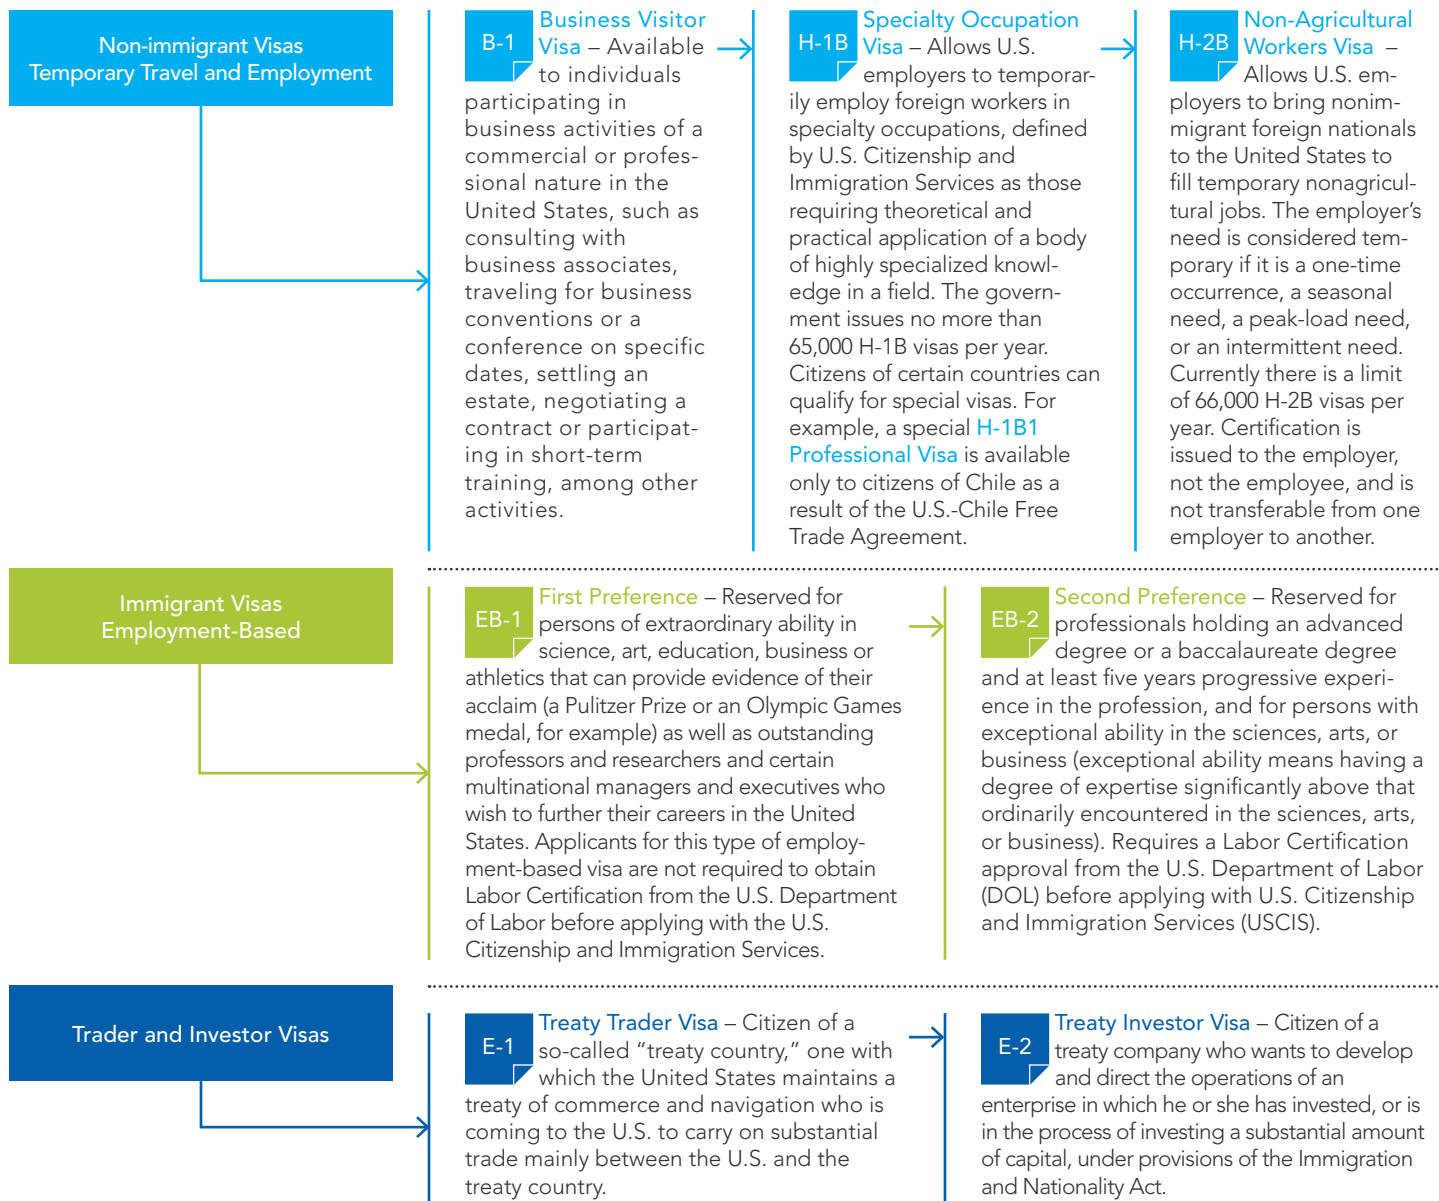 Non-immigrant Visas
Temporary Travel and Employment
B-1
Business Visitor
Visa – Available
to individuals
participating in
business activities of a
commercial or profes-
sional nature in the
United States, such as
consulting with
business associates,
traveling for business
conventions or a
conference on specific
dates, settling an
estate, negotiating a
contract or participat-
ing in short-term
training, among other
activities.
H-1B
Specialty Occupation
Visa – Allows U.S.
employers to temporar-
ily employ foreign workers in
specialty occupations, defined
by U.S. Citizenship and
Immigration Services as those
requiring theoretical and
practical application of a body
of highly specialized knowl-
edge in a field. The govern-
ment issues no more than
65,000 H-1B visas per year.
Citizens of certain countries can
qualify for special visas. For
example, a special H-1B1
Professional Visa is available
only to citizens of Chile as a
result of the U.S.-Chile Free
Trade Agreement.
H-2B
Non-Agricultural
Workers Visa –
Allows U.S. em-
ployers to bring nonim-
migrant foreign nationals
to the United States to
fill temporary nonagricul-
tural jobs. The employer’s
need is considered tem-
porary if it is a one-time
occurrence, a seasonal
need, a peak-load need,
or an intermittent need.
Currently there is a limit
of 66,000 H-2B visas per
year. Certification is
issued to the employer,
not the employee, and is
not transferable from one
employer to another.
Immigrant Visas
Employment-Based
EB-1
First Preference – Reserved for
persons of extraordinary ability in
science, art, education, business or
athletics that can provide evidence of their
acclaim (a Pulitzer Prize or an Olympic Games
medal, for example) as well as outstanding
professors and researchers and certain
multinational managers and executives who
wish to further their careers in the United
States. Applicants for this type of employ-
ment-based visa are not required to obtain
Labor Certification from the U.S. Department
of Labor before applying with the U.S.
Citizenship and Immigration Services.
EB-2
Second Preference – Reserved for
professionals holding an advanced
degree or a baccalaureate degree
and at least five years progressive experi-
ence in the profession, and for persons with
exceptional ability in the sciences, arts, or
business (exceptional ability means having a
degree of expertise significantly above that
ordinarily encountered in the sciences, arts,
or business). Requires a Labor Certification
approval from the U.S. Department of Labor
(DOL) before applying with U.S. Citizenship
and Immigration Services (USCIS).
Trader and Investor Visas
E-1
Treaty Trader Visa – Citizen of a
so-called “treaty country,” one with
which the United States maintains a
treaty of commerce and navigation who is
coming to the U.S. to carry on substantial
trade mainly between the U.S. and the
treaty country.
E-2
Treaty Investor Visa – Citizen of a
treaty company who wants to develop
and direct the operations of an
enterprise in which he or she has invested, or is
in the process of investing a substantial amount
of capital, under provisions of the Immigration
and Nationality Act.